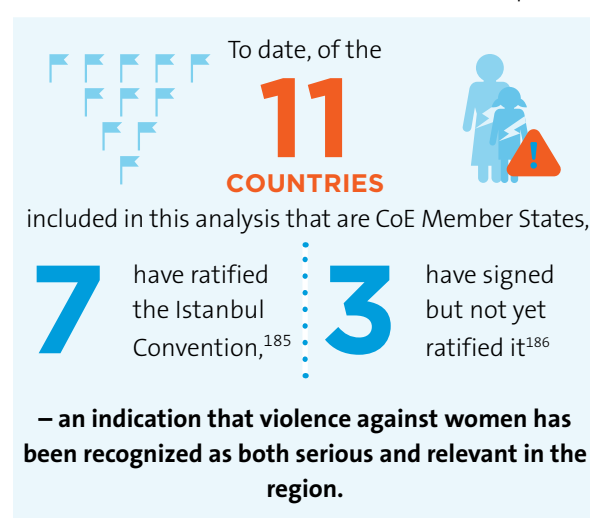 To date, of the
11
COUNTRIES
included in this analysis that are CoE Member States,
7
have ratified
the Istanbul
Convention,185
3
have signed
but not yet
ratified it186
– an indication that violence against women has
been recognized as both serious and relevant in the
region.